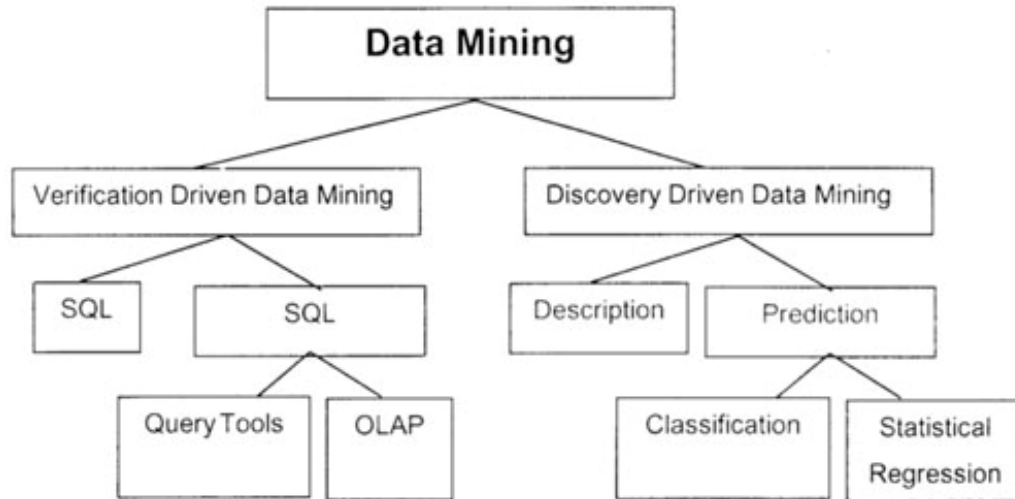 Data Mining
Verification Driven Data Mining
Discovery Driven Data Mining
SQL
SQL
Description
Prediction
Query Tools
OLAP
Classification
Statistical
Regression